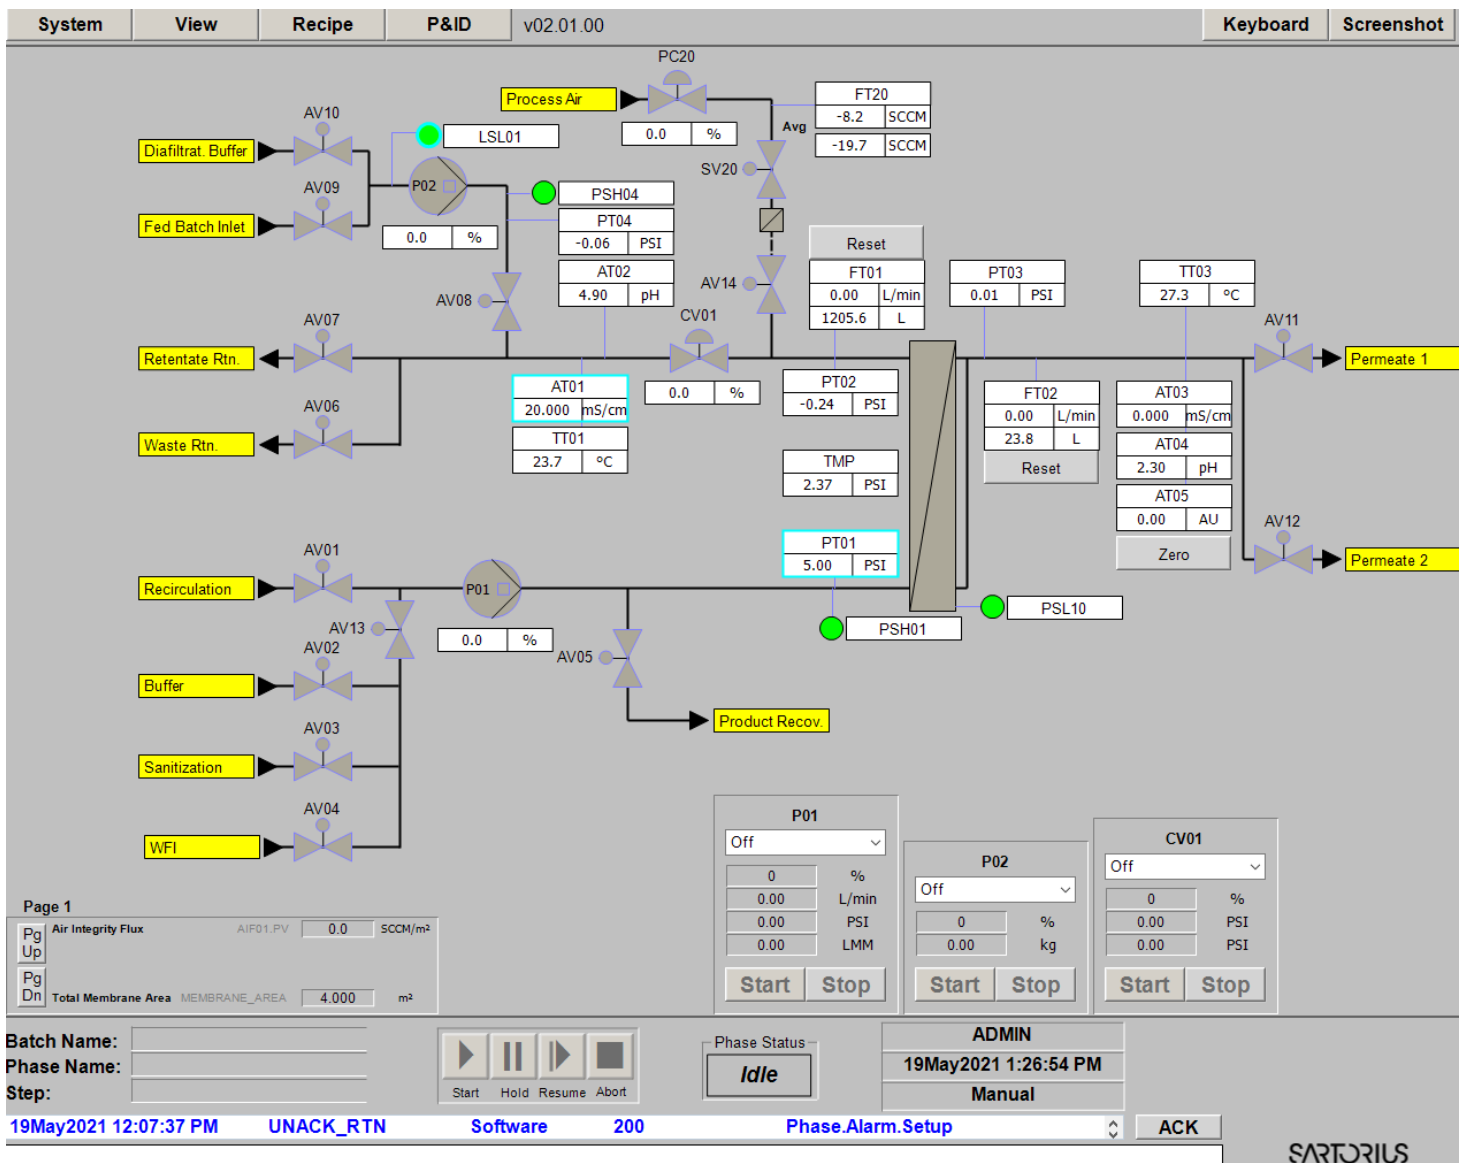 System View Recipe P&ID v02.01.00 Keyboard Screenshot
PC20
Process Air
0.0 %
FT20
-8.2 SCCM
Avg
-19.7 SCCM
SV20
AV10
LSL01
Diafiltrat. Buffer
AV09
P02
Fed Batch Inlet
0.0 %
PSH04
PT04
-0.06 PSI
AT02
4.90 pH
AV08
AV14
Reset
FT01
0.00 L/min
1205.6 L
PT03
0.01 PSI
TT03
27.3 °C
AV07
CV01
AV11
Retentate Rtn.
Permeate 1
0.0 %
AT01
20.000 mS/cm
TT01
23.7 °C
PT02
-0.24 PSI
FT02
0.00 L/min
23.8 L
Reset
AT03
0.000 mS/cm
AT04
2.30 pH
AT05
0.00 AU
Zero
AV06
Waste Rtn.
TMP
2.37 PSI
AV12
Permeate 2
PT01
5.00 PSI
AV01
Recirculation
P01
0.0 %
PSL10
PSH01
AV13
AV02
AV05
Buffer
Product Recov.
AV03
Sanitization
AV04
WFI
P01
Off
0 %
0.00 L/min
0.00 PSI
0.00 LMM
Start Stop
P02
Off
0 %
0.00 kg
Start Stop
CV01
Off
0 %
0.00 PSI
0.00 PSI
Start Stop
Page 1
Pg Up
Air Integrity Flux AIF01.PV 0.0 SCCM/m²
Pg Dn
Total Membrane Area MEMBRANE_AREA 4.000 m²
Batch Name:
Phase Name:
Step:
Start Hold Resume Abort
Phase Status
Idle
ADMIN
19May2021 1:26:54 PM
Manual
19May2021 12:07:37 PM UNACK_RTN Software 200 Phase.Alarm.Setup ACK
SARTORIUS